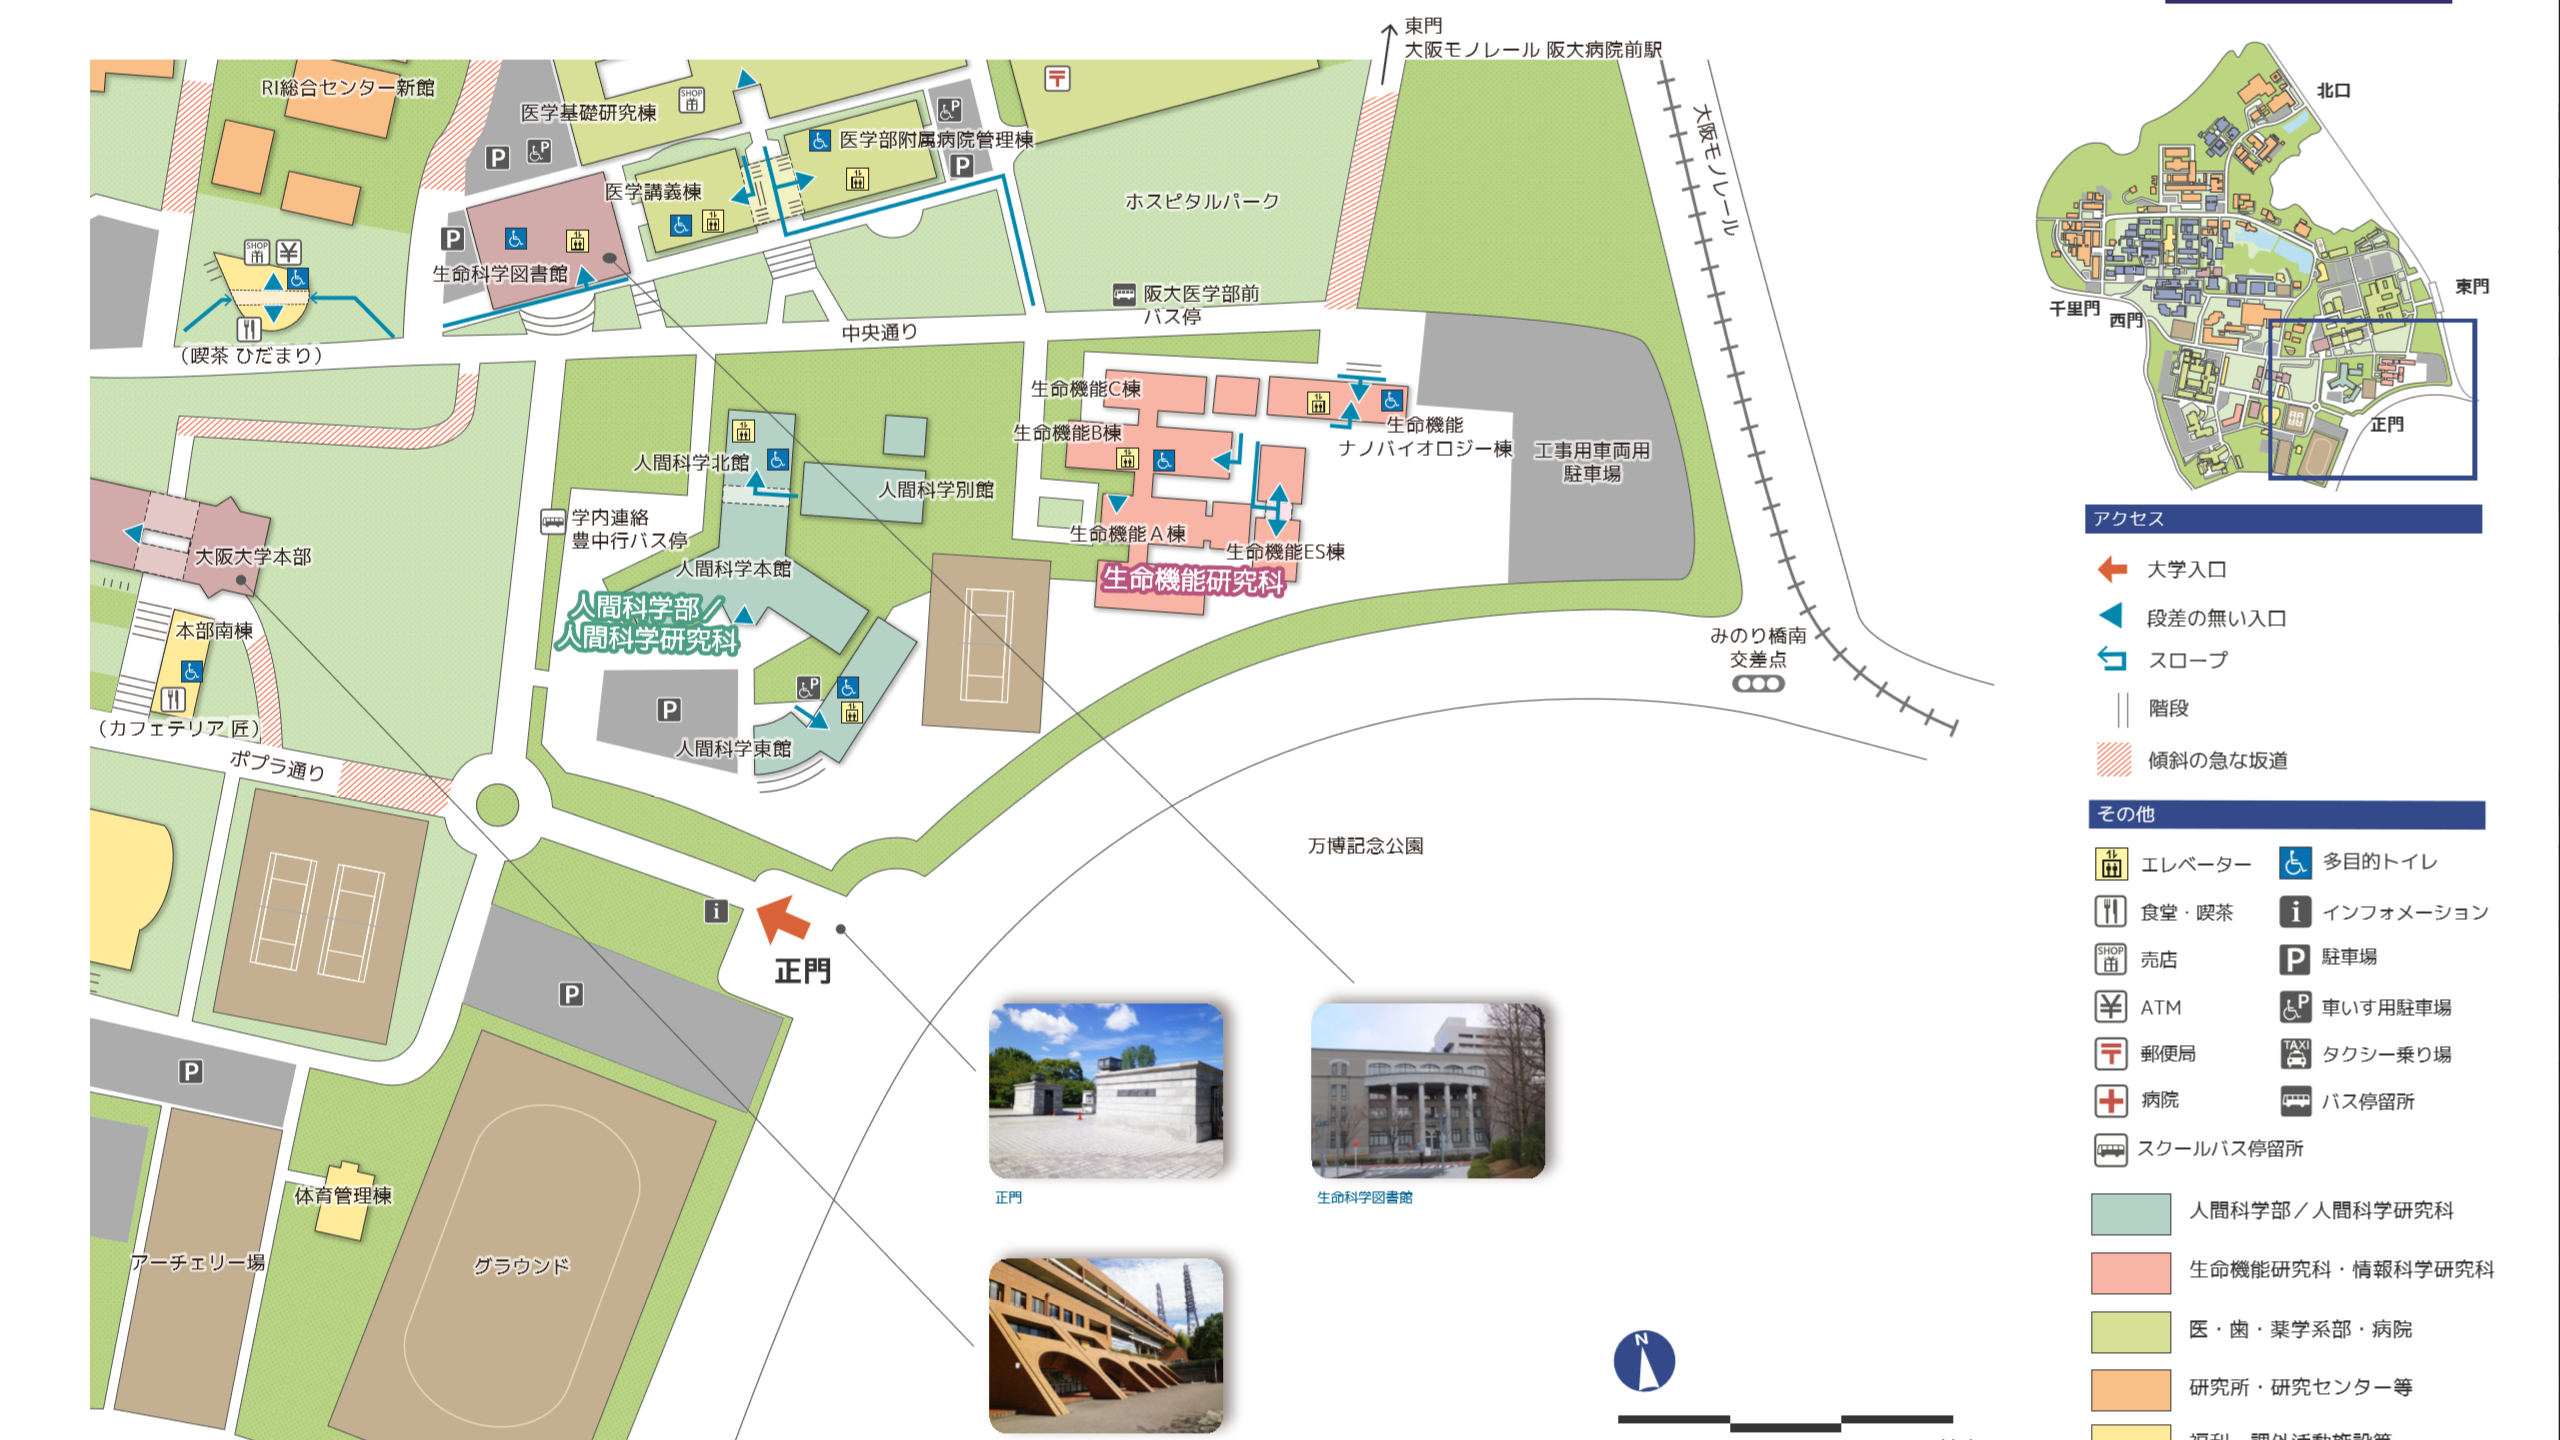 東門
大阪モノレール 阪大病院前駅
大阪モノレール
RI総合センター新館
医学基礎研究棟
SHOP
医学部附属病院管理棟
P
P
P
P
医学講義棟
ホスピタルパーク
P
SHOP
生命科学図書館
阪大医学部前
バス停
中央通り
(喫茶 ひだまり)
生命機能C棟
生命機能B棟
生命機能
ナノバイオロジー棟
工事用車両用
駐車場
人間科学北館
人間科学別館
学内連絡
豊中行バス停
生命機能A棟
生命機能ES棟
大阪大学本部
人間科学本館
生命機能研究科
人間科学部/
人間科学研究科
本部南棟
みのり橋南
交差点
P
P
(カフェテリア 匠)
人間科学東館
ポプラ通り
万博記念公園
i
正門
P
P
体育管理棟
アーチェリー場
グラウンド
正門
生命科学図書館
N
北口
東門
千里門
西門
正門
アクセス
大学入口
段差の無い入口
スロープ
階段
傾斜の急な坂道
その他
エレベーター
多目的トイレ
食堂・喫茶
i インフォメーション
SHOP 売店
P 駐車場
¥ ATM
P 車いす用駐車場
〒 郵便局
TAXI タクシー乗り場
病院
バス停留所
スクールバス停留所
人間科学部/人間科学研究科
生命機能研究科・情報科学研究科
医・歯・薬学系部・病院
研究所・研究センター等